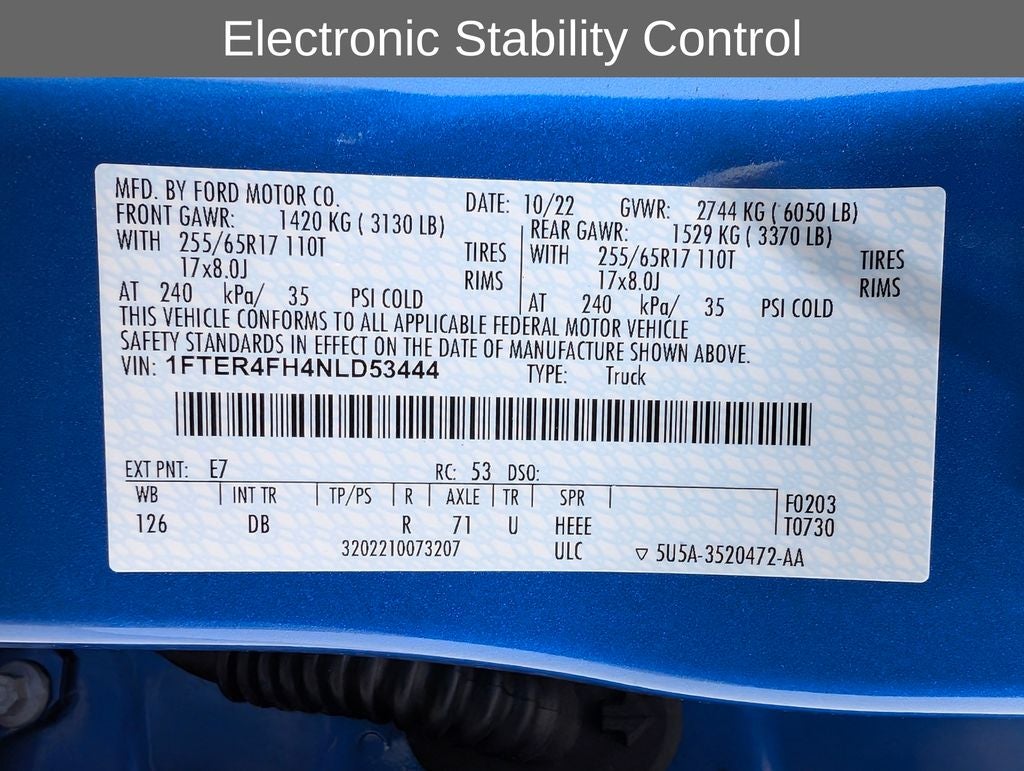 Electronic Stability Control
MFD. BY FORD MOTOR CO.
DATE: 10/22 GVWR: 2744 KG ( 6050 LB)
FRONT GAWR: 1420 KG ( 3130 LB)
WITH 255/65R17 110T TIRES
17x8.0J RIMS
AT 240 kPa/ 35 PSI COLD
REAR GAWR: 1529 KG ( 3370 LB)
WITH 255/65R17 110T TIRES
17x8.0J RIMS
AT 240 kPa/ 35 PSI COLD
THIS VEHICLE CONFORMS TO ALL APPLICABLE FEDERAL MOTOR VEHICLE
SAFETY STANDARDS IN EFFECT ON THE DATE OF MANUFACTURE SHOWN ABOVE.
VIN: 1FTER4FH4NLD53444 TYPE: Truck
EXT PNT: E7 RC: 53 DSO:
WB INT TR TP/PS R AXLE TR SPR F0203
126 DB R 71 U HEEE T0730
3202210073207 ULC ▽ 5U5A-3520472-AA